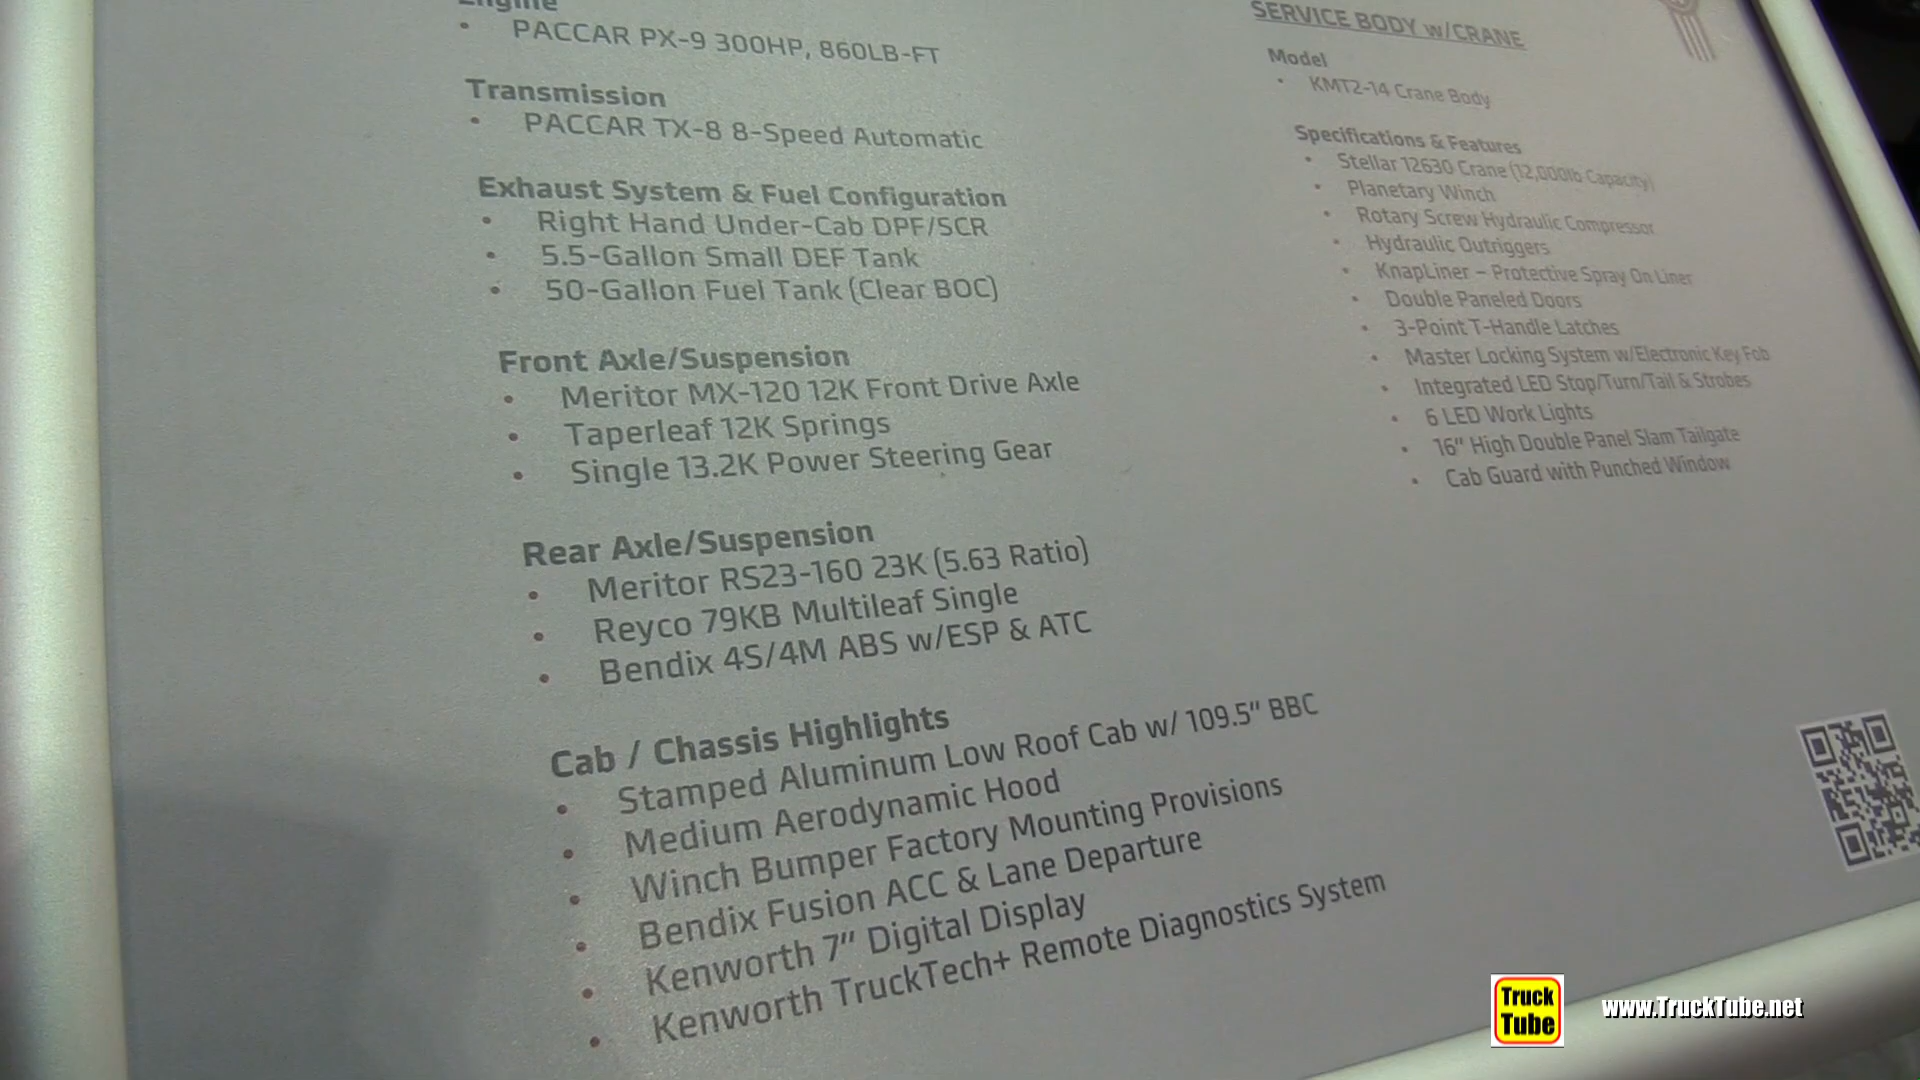 Engine
• PACCAR PX-9 300HP, 860LB-FT
Transmission
• PACCAR TX-8 8-Speed Automatic
Exhaust System & Fuel Configuration
• Right Hand Under-Cab DPF/SCR
• 5.5-Gallon Small DEF Tank
• 50-Gallon Fuel Tank (Clear BOC)
Front Axle/Suspension
• Meritor MX-120 12K Front Drive Axle
• Taperleaf 12K Springs
• Single 13.2K Power Steering Gear
Rear Axle/Suspension
• Meritor RS23-160 23K (5.63 Ratio)
• Reyco 79KB Multileaf Single
• Bendix 4S/4M ABS w/ESP & ATC
Cab / Chassis Highlights
• Stamped Aluminum Low Roof Cab w/ 109.5" BBC
• Medium Aerodynamic Hood
• Winch Bumper Factory Mounting Provisions
• Bendix Fusion ACC & Lane Departure
• Kenworth 7" Digital Display
• Kenworth TruckTech+ Remote Diagnostics System
SERVICE BODY w/CRANE
Model
• KMT2-14 Crane Body
Specifications & Features
• Stellar 12630 Crane (12,000lb Capacity)
• Planetary Winch
• Rotary Screw Hydraulic Compressor
• Hydraulic Outriggers
• KnapLiner – Protective Spray On Liner
• Double Paneled Doors
• 3-Point T-Handle Latches
• Master Locking System w/Electronic Key Fob
• Integrated LED Stop/Turn/Tail & Strobes
• 6 LED Work Lights
• 16" High Double Panel Slam Tailgate
• Cab Guard with Punched Window
Truck
Tube
www.TruckTube.net